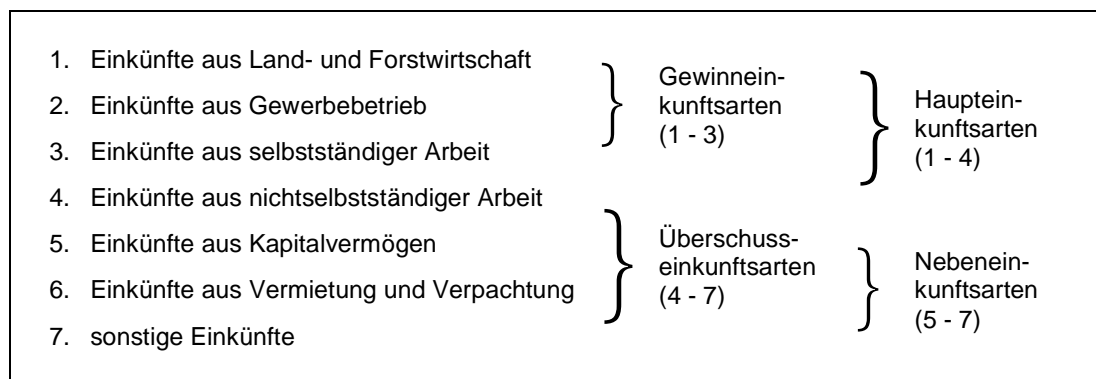 1. Einkünfte aus Land- und Forstwirtschaft
2. Einkünfte aus Gewerbebetrieb
3. Einkünfte aus selbstständiger Arbeit
4. Einkünfte aus nichtselbstständiger Arbeit
5. Einkünfte aus Kapitalvermögen
6. Einkünfte aus Vermietung und Verpachtung
7. sonstige Einkünfte
Gewinnein-
kunftsarten
(1 - 3)
Überschuss-
einkunftsarten
(4 - 7)
Hauptein-
kunftsarten
(1 - 4)
Nebenein-
kunftsarten
(5 - 7)